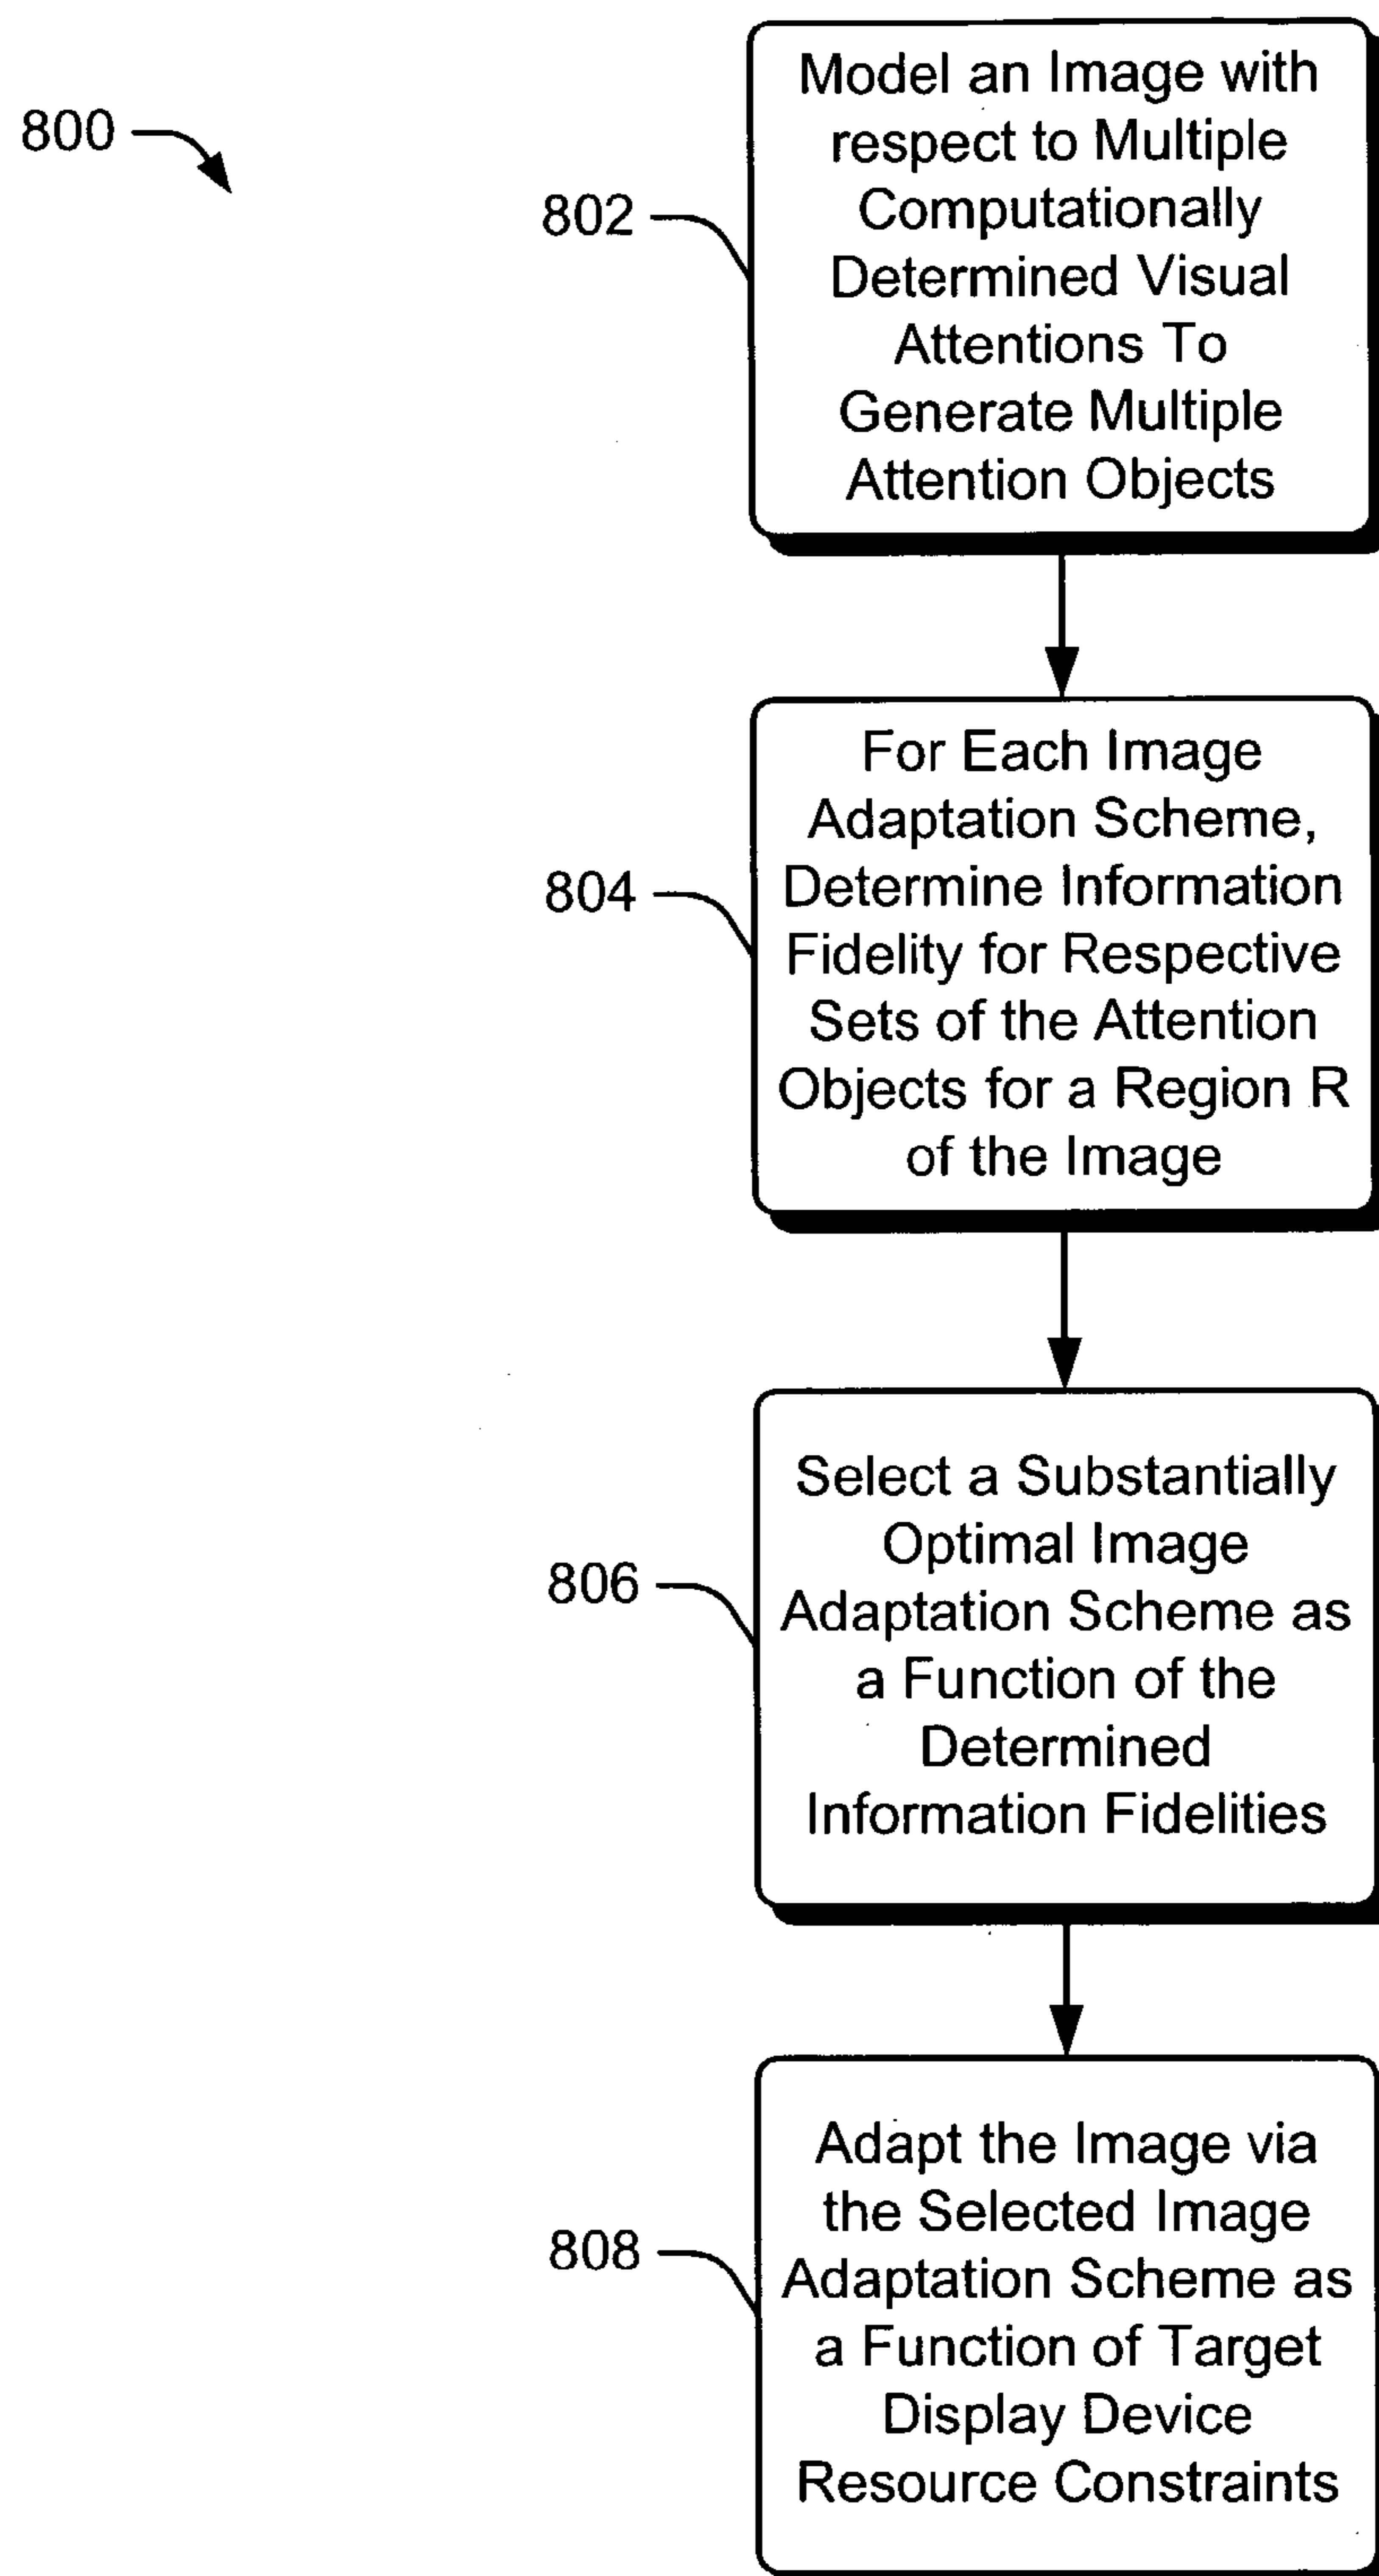 800
802
Model an Image with
respect to Multiple
Computationally
Determined Visual
Attentions To
Generate Multiple
Attention Objects
804
For Each Image
Adaptation Scheme,
Determine Information
Fidelity for Respective
Sets of the Attention
Objects for a Region R
of the Image
806
Select a Substantially
Optimal Image
Adaptation Scheme as
a Function of the
Determined
Information Fidelities
808
Adapt the Image via
the Selected Image
Adaptation Scheme as
a Function of Target
Display Device
Resource Constraints